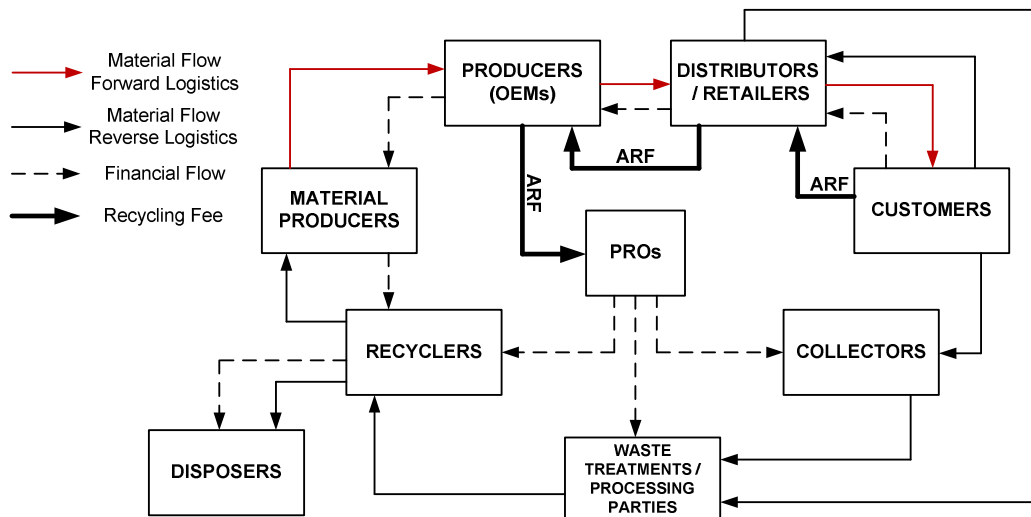 Material Flow
Forward Logistics
Material Flow
Reverse Logistics
Financial Flow
Recycling Fee
PRODUCERS
(OEMs)
DISTRIBUTORS
/ RETAILERS
ARF
ARF
ARF
MATERIAL
PRODUCERS
CUSTOMERS
PROs
RECYCLERS
COLLECTORS
DISPOSERS
WASTE
TREATMENTS /
PROCESSING
PARTIES